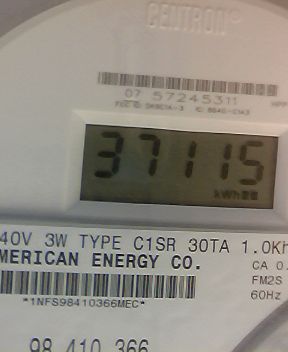 CENTRON®
07 57245311
37115
kWh
40V 3W TYPE C1SR 30TA 1.0Kh
MERICAN ENERGY CO.
CA 0.
FM2S
60Hz
*1NFS98410366MEC*
98 410 366